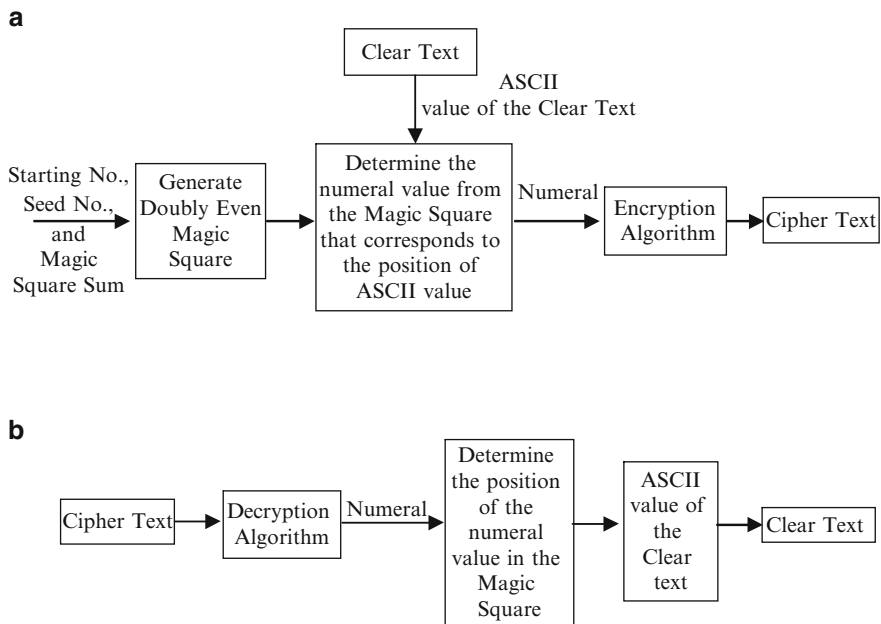 a
Clear Text
ASCII
value of the Clear Text
Starting No.,
Seed No.,
and
Magic
Square Sum
Generate
Doubly Even
Magic
Square
Determine the
numeral value from
the Magic Square
that corresponds to
the position of
ASCII value
Numeral
Encryption
Algorithm
Cipher Text
b
Cipher Text
Decryption
Algorithm
Numeral
Determine
the position
of the
numeral
value in the
Magic
Square
ASCII
value of
the
Clear
text
Clear Text